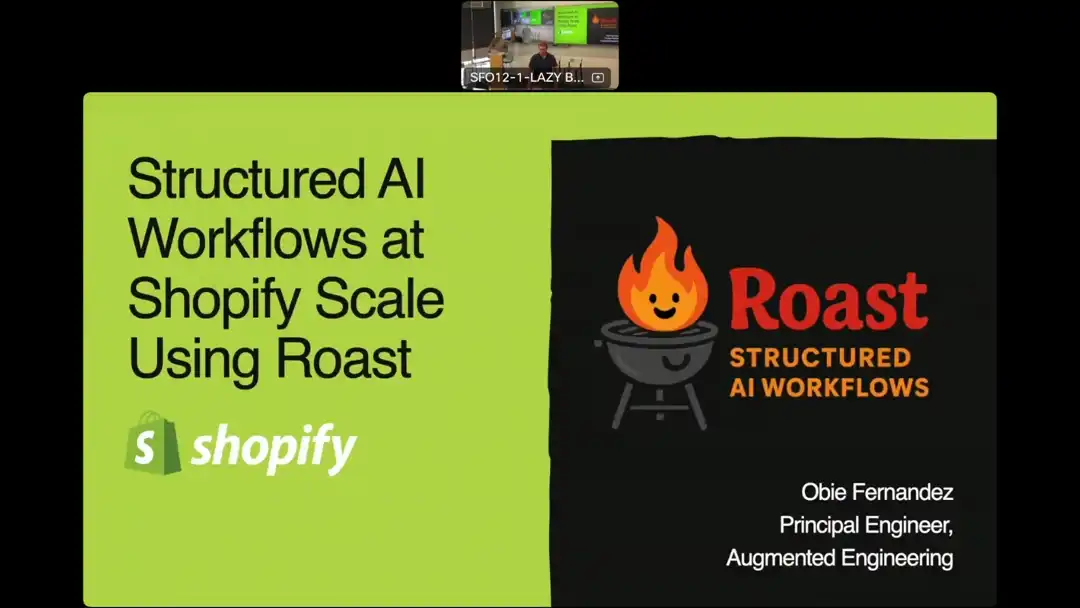 SFO12-1-LAZY B...
Structured AI
Workflows at
Shopify Scale
Using Roast
shopify
Roast
STRUCTURED
AI WORKFLOWS
Obie Fernandez
Principal Engineer,
Augmented Engineering